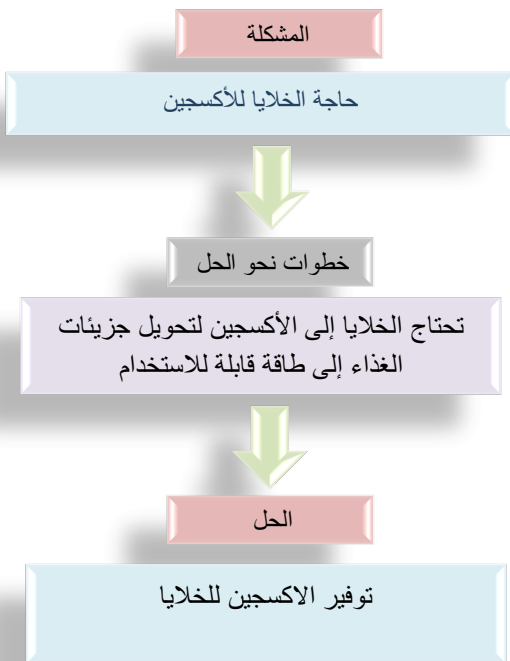 المشكلة
حاجة الخلايا للأكسجين
خطوات نحو الحل
تحتاج الخلايا إلى الأكسجين لتحويل جزيئات
الغذاء إلى طاقة قابلة للاستخدام
الحل
توفير الاكسجين للخلايا